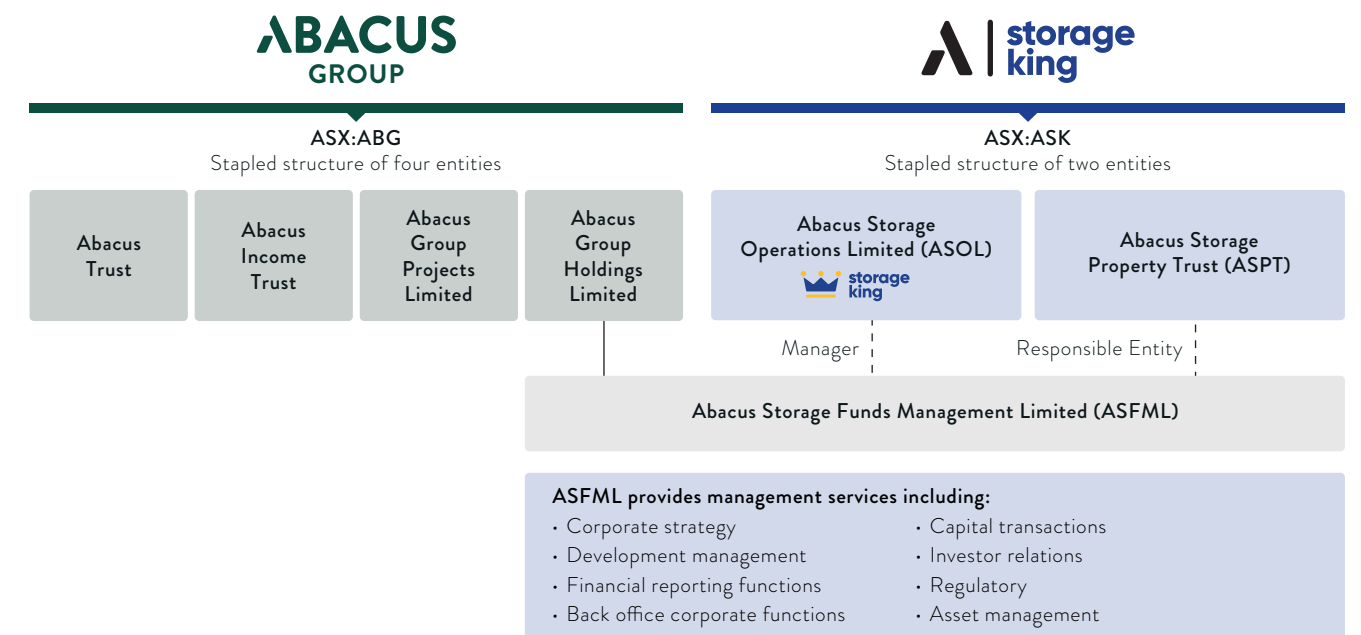 ABACUS
GROUP
storage
king
ASX:ABG
Stapled structure of four entities
ASX:ASK
Stapled structure of two entities
Abacus
Trust
Abacus
Income
Trust
Abacus
Group
Projects
Limited
Abacus
Group
Holdings
Limited
Abacus Storage
Operations Limited (ASOL)
storage
king
Abacus Storage
Property Trust (ASPT)
Manager
Responsible Entity
Abacus Storage Funds Management Limited (ASFML)
ASFML provides management services including:
• Corporate strategy
• Development management
• Financial reporting functions
• Back office corporate functions
• Capital transactions
• Investor relations
• Regulatory
• Asset management